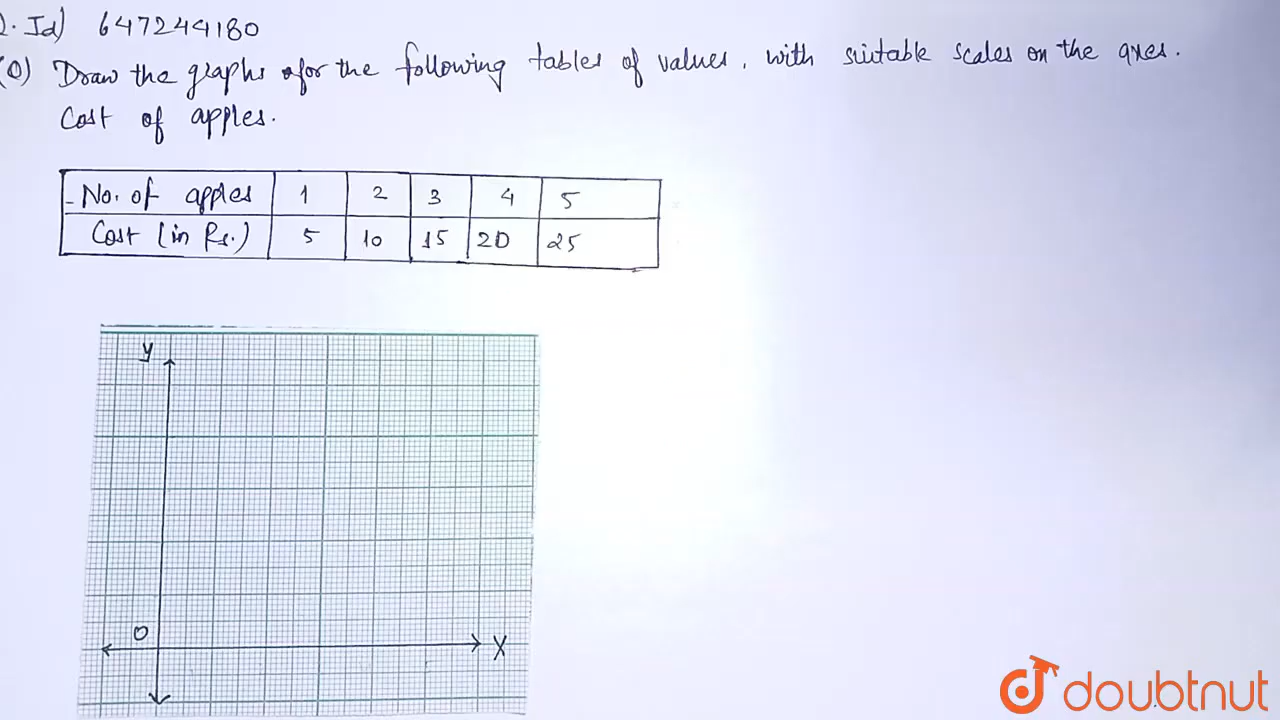 Q. Id) 647244180
(Q) Draw the graphs for the following tables of values, with suitable scales on the axes.
Cost of apples.
No. of apples 1 2 3 4 5
Cost (in Rs.) 5 10 15 20 25
y
O
X
doubtnut